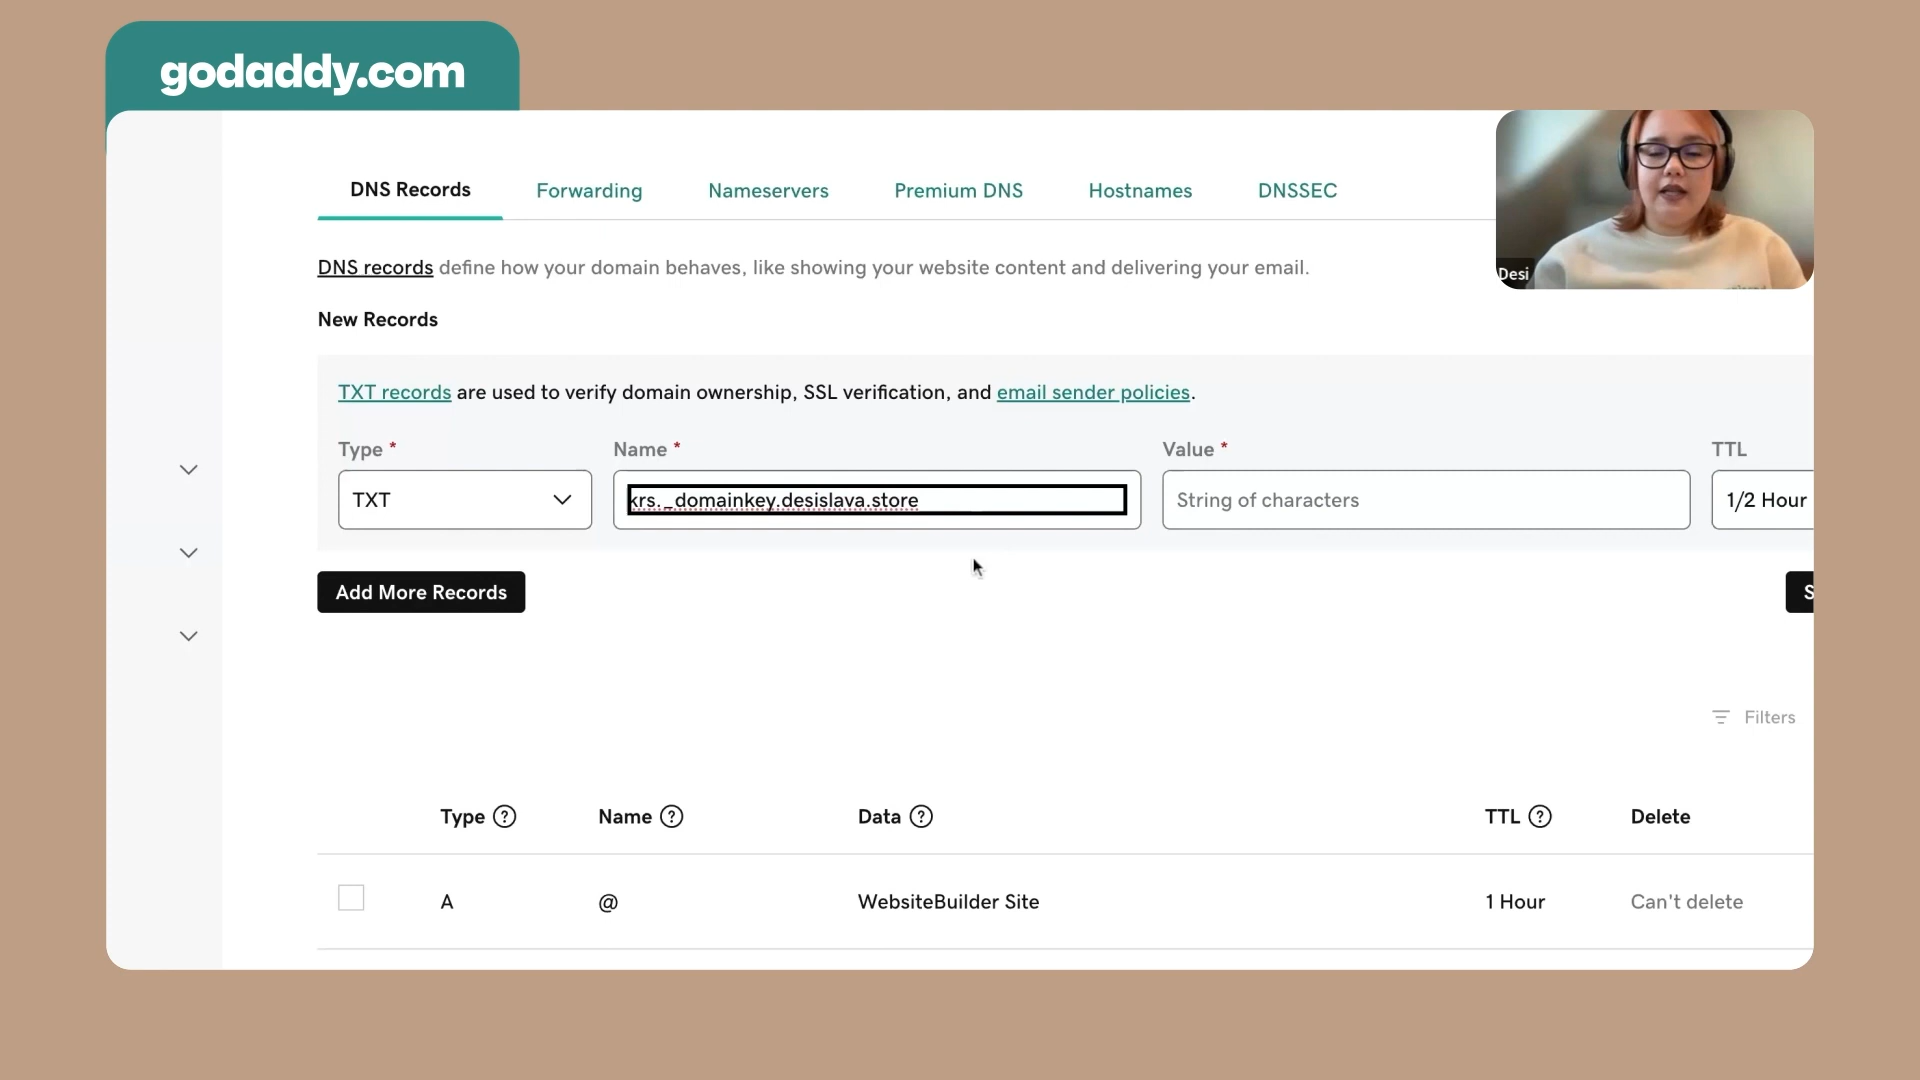 godaddy.com
DNS Records Forwarding Nameservers Premium DNS Hostnames DNSSEC
Desi
DNS records define how your domain behaves, like showing your website content and delivering your email.
New Records
TXT records are used to verify domain ownership, SSL verification, and email sender policies.
Type * Name * Value * TTL
TXT krs._domainkey.desislava.store String of characters 1/2 Hour
Add More Records S
Filters
Type ? Name ? Data ? TTL ? Delete
A @ WebsiteBuilder Site 1 Hour Can't delete